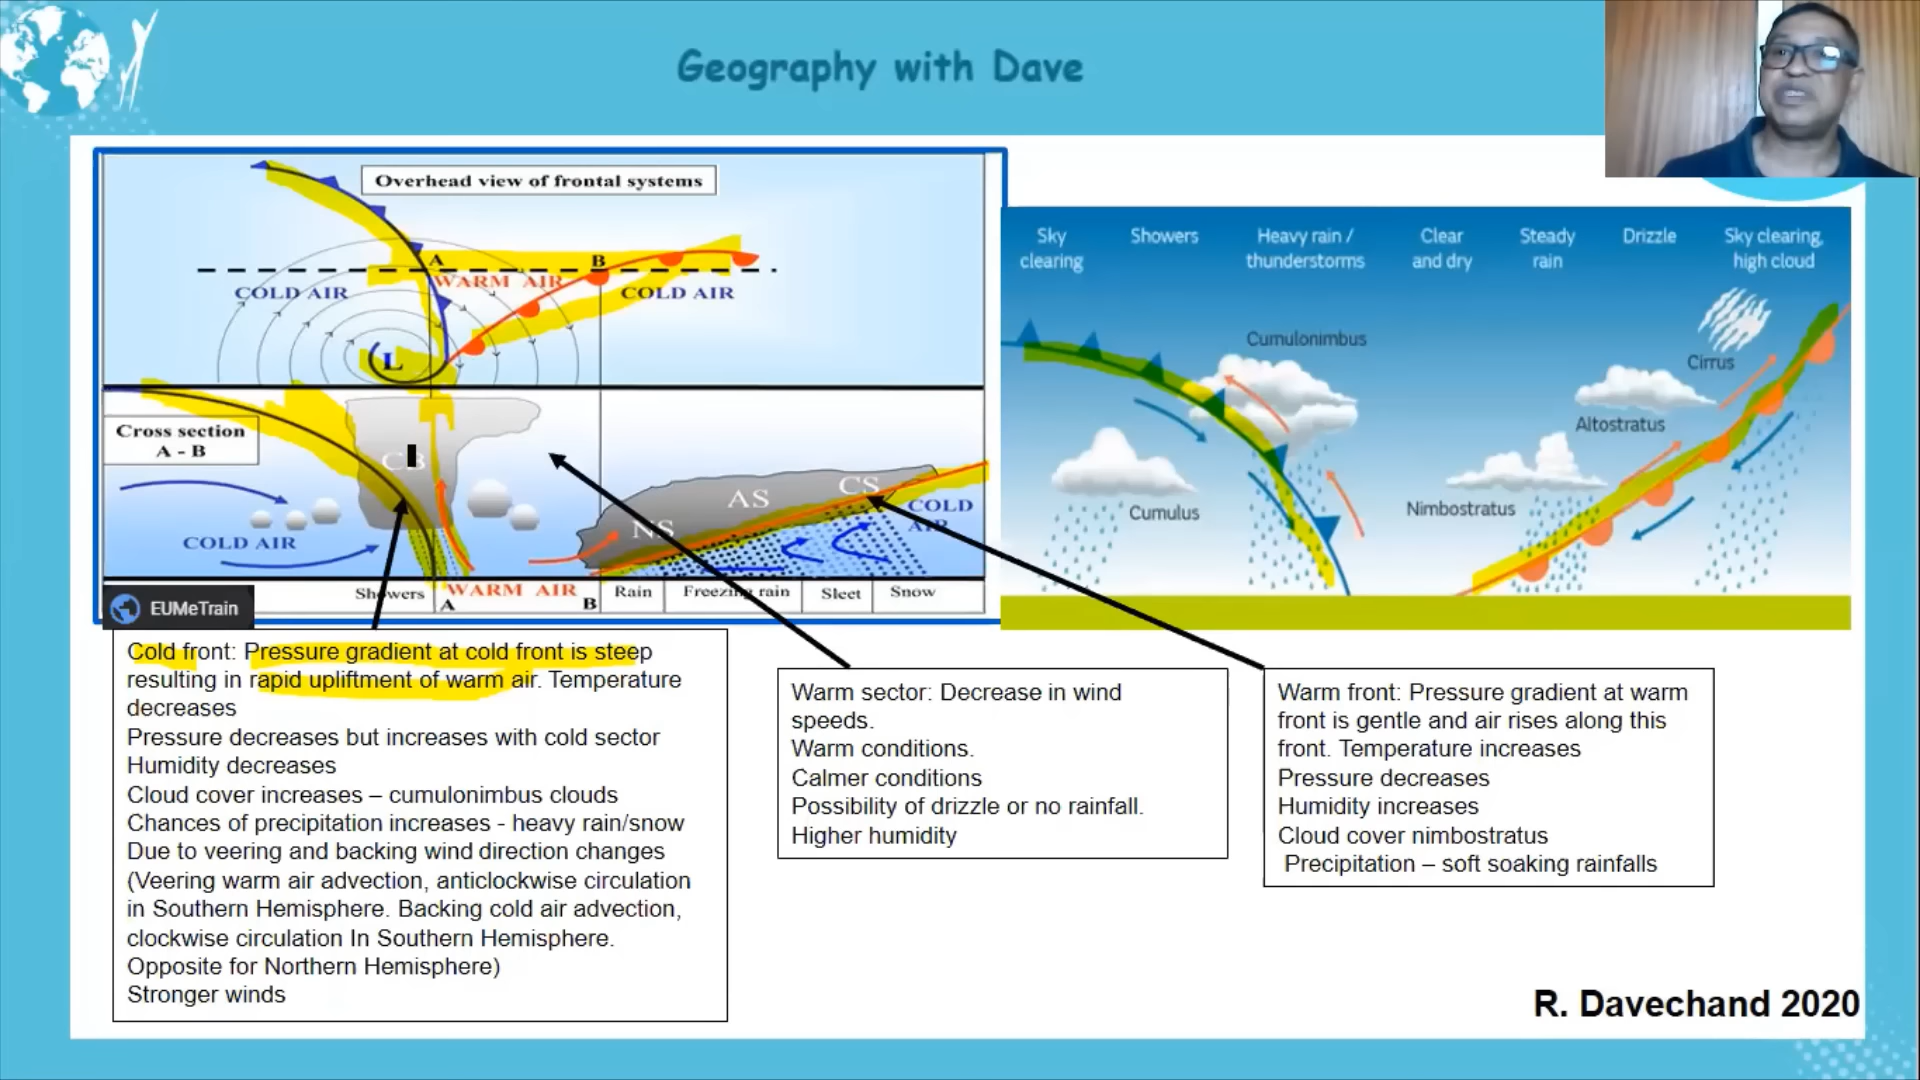 Geography with Dave
Overhead view of frontal systems
A
B
COLD AIR
WARM AIR
COLD AIR
L
Cross section
A - B
CB
AS
CS
NS
COLD
AIR
COLD AIR
Showers
WARM AIR
Rain
Freezing rain
Sleet
Snow
A
B
EUMeTrain
Sky
clearing
Showers
Heavy rain /
thunderstorms
Clear
and dry
Steady
rain
Drizzle
Sky clearing,
high cloud
Cumulonimbus
Cirrus
Altostratus
Nimbostratus
Cumulus
Cold front: Pressure gradient at cold front is steep
resulting in rapid upliftment of warm air. Temperature
decreases
Pressure decreases but increases with cold sector
Humidity decreases
Cloud cover increases – cumulonimbus clouds
Chances of precipitation increases - heavy rain/snow
Due to veering and backing wind direction changes
(Veering warm air advection, anticlockwise circulation
in Southern Hemisphere. Backing cold air advection,
clockwise circulation In Southern Hemisphere.
Opposite for Northern Hemisphere)
Stronger winds
Warm sector: Decrease in wind
speeds.
Warm conditions.
Calmer conditions
Possibility of drizzle or no rainfall.
Higher humidity
Warm front: Pressure gradient at warm
front is gentle and air rises along this
front. Temperature increases
Pressure decreases
Humidity increases
Cloud cover nimbostratus
Precipitation – soft soaking rainfalls
R. Davechand 2020